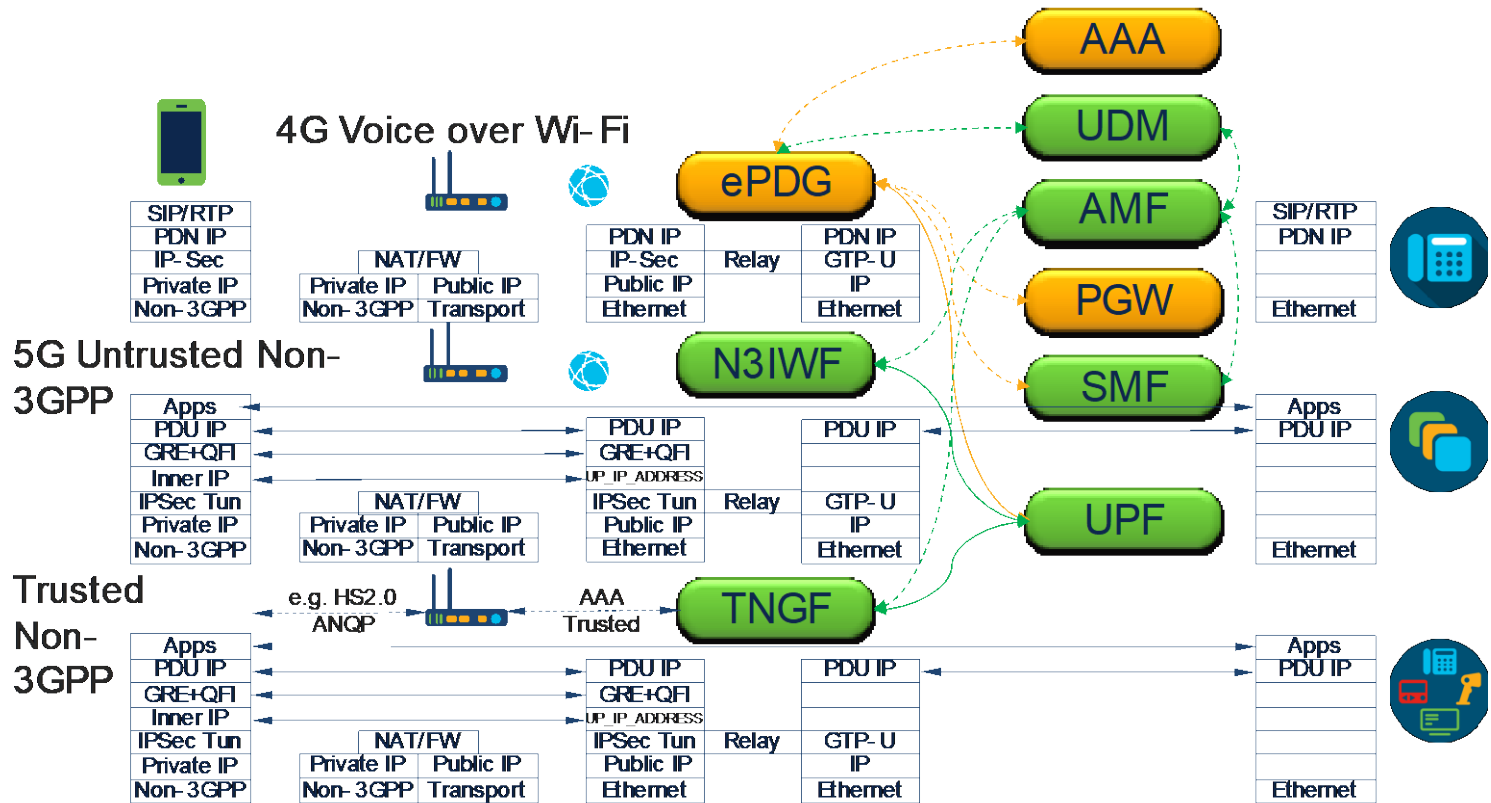 AAA
UDM
4G Voice over Wi-Fi
ePDG
AMF
SIP/RTP
SIP/RTP
PDN IP
PDN IP
PDN IP
PDN IP
IP-Sec
NAT/FW
IP-Sec
Relay
GTP-U
Private IP
Private IP
Public IP
Public IP
IP
PGW
Non-3GPP
Non-3GPP
Transport
Ethernet
Ethernet
Ethernet
5G Untrusted Non-
3GPP
N3IWF
SMF
Apps
Apps
PDU IP
PDU IP
PDU IP
PDU IP
GRE+QFI
GRE+QFI
Inner IP
UP_IP_ADDRESS
IPSec Tun
NAT/FW
IPSec Tun
Relay
GTP-U
UPF
Private IP
Private IP
Public IP
Public IP
IP
Non-3GPP
Non-3GPP
Transport
Ethernet
Ethernet
Ethernet
Trusted
Non-
3GPP
e.g. HS2.0
ANQP
AAA
Trusted
TNGF
Apps
Apps
PDU IP
PDU IP
PDU IP
PDU IP
GRE+QFI
GRE+QFI
Inner IP
UP_IP_ADDRESS
IPSec Tun
NAT/FW
IPSec Tun
Relay
GTP-U
Private IP
Private IP
Public IP
Public IP
IP
Non-3GPP
Non-3GPP
Transport
Ethernet
Ethernet
Ethernet